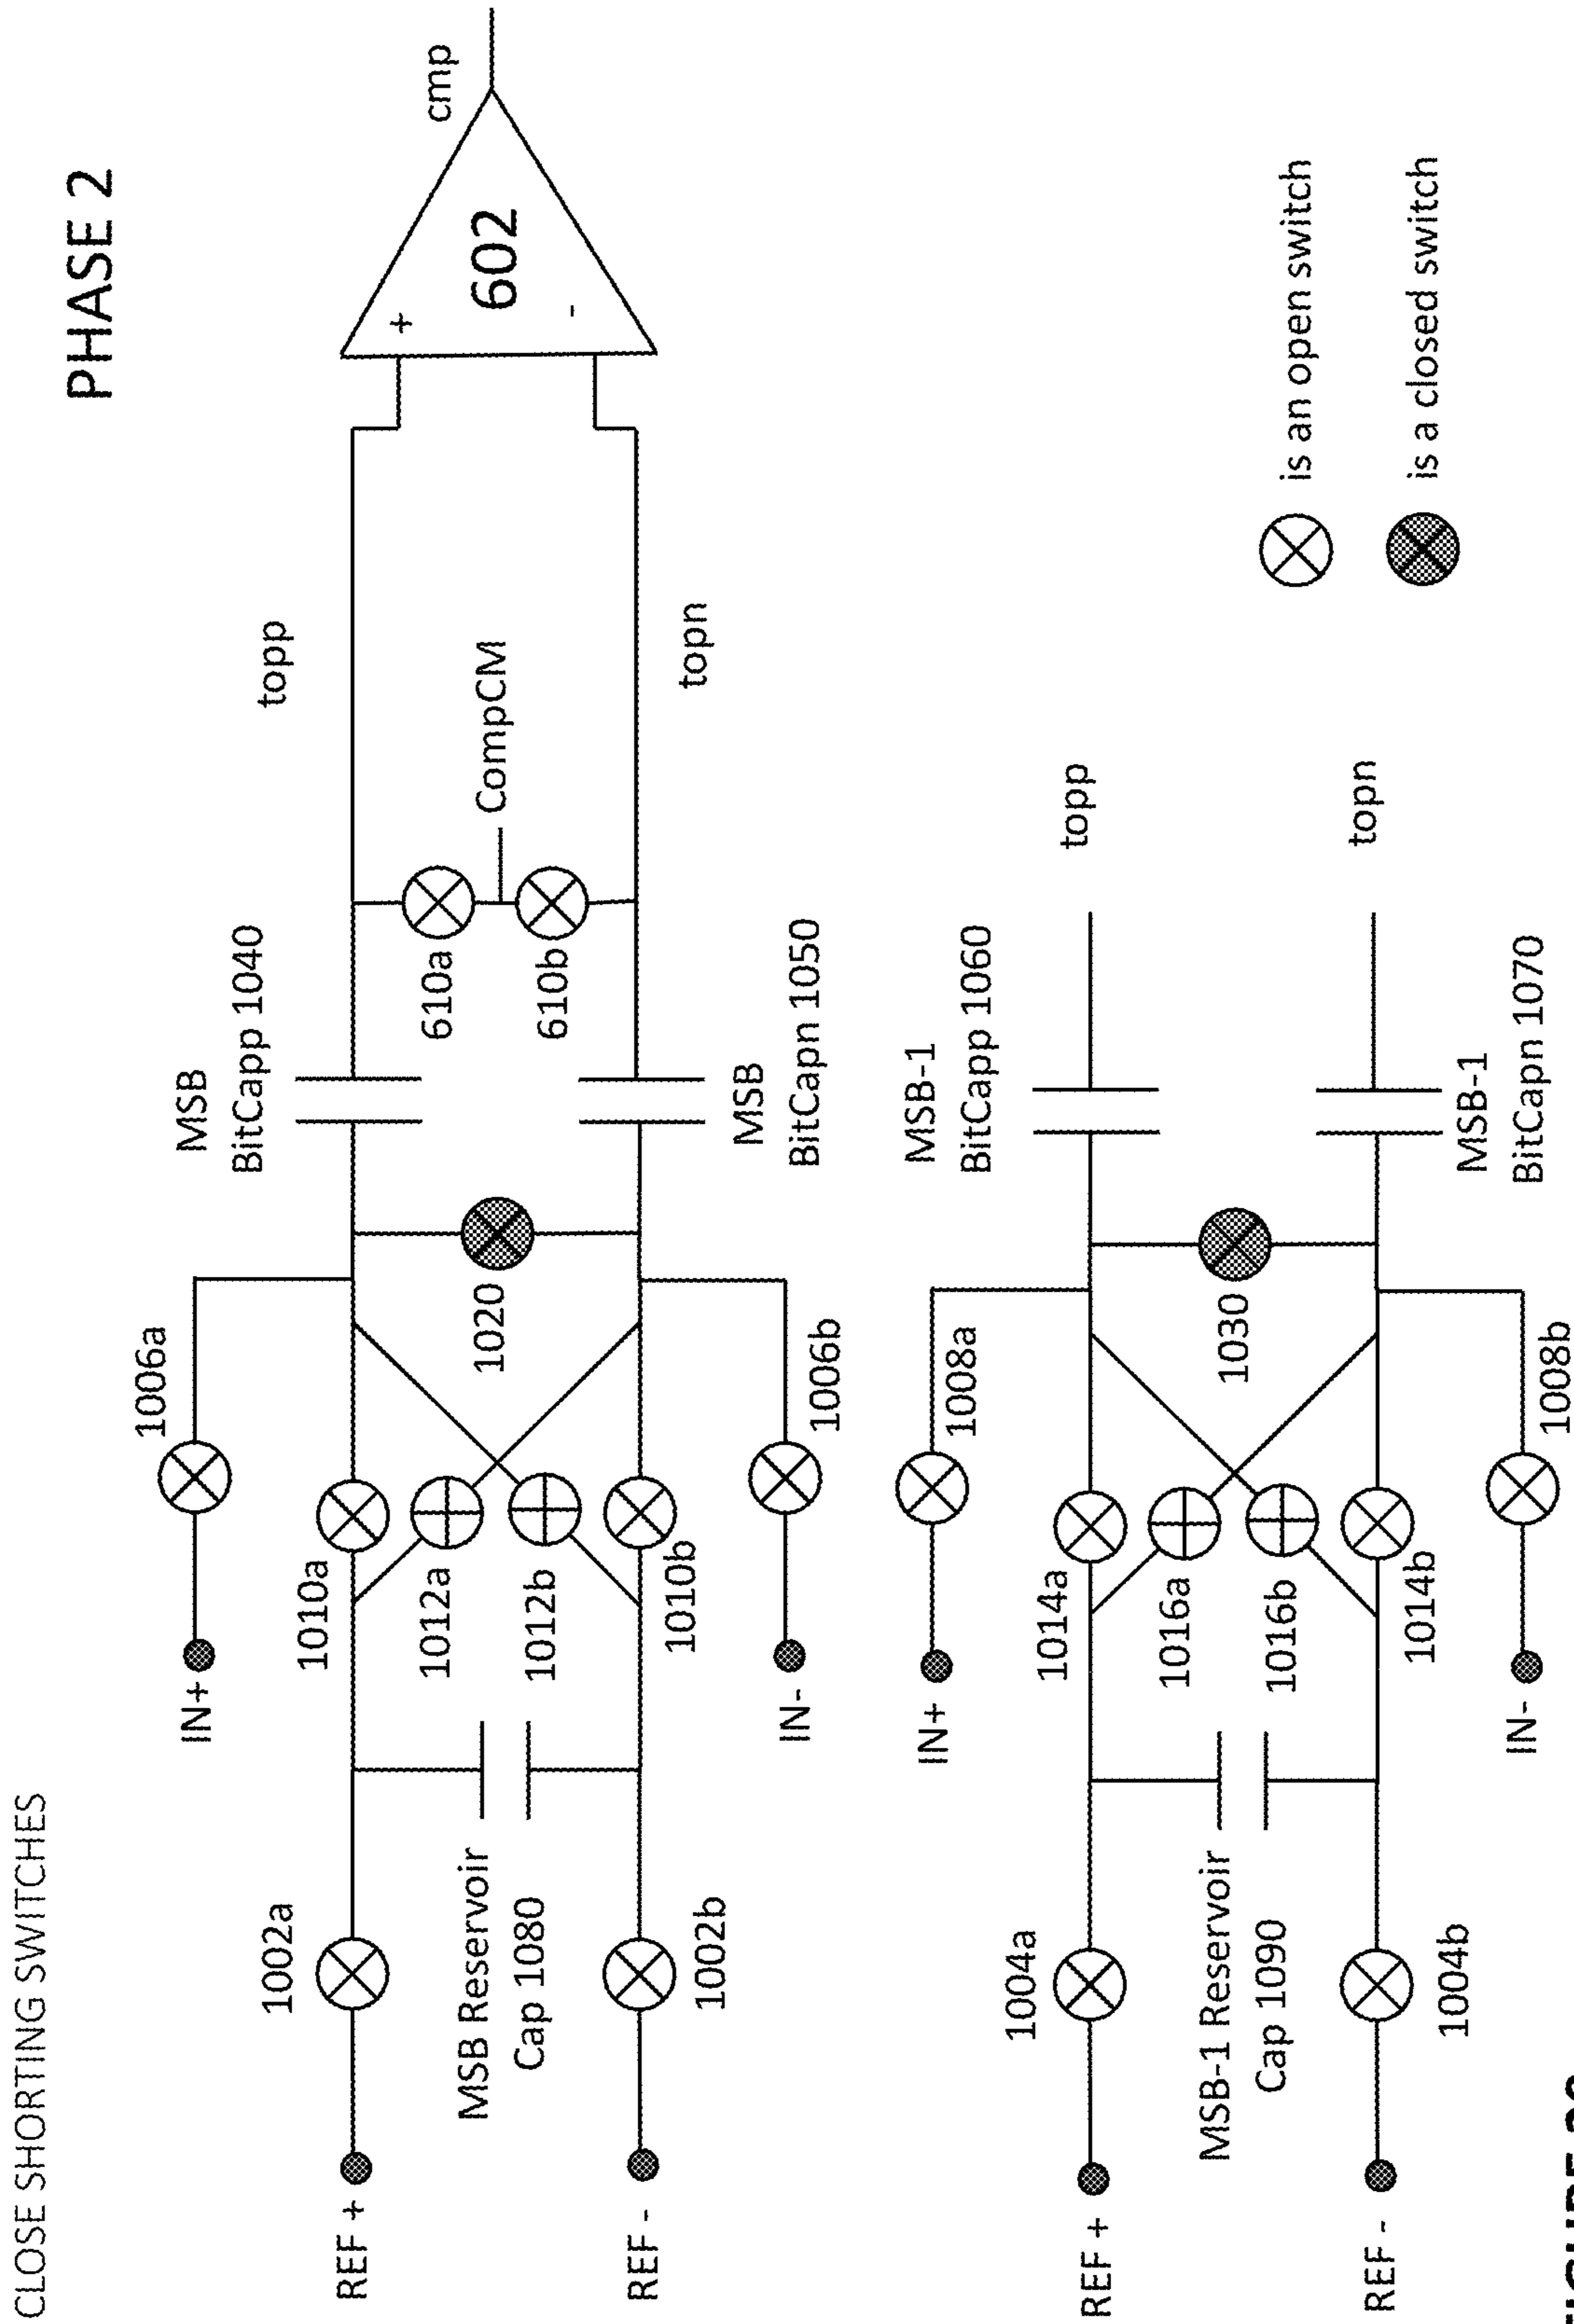 CLOSE SHORTING SWITCHES
PHASE 2
REF +
REF -
1002a
1002b
MSB Reservoir
Cap 1080
IN+
IN-
1006a
1006b
1010a
1012a
1012b
1010b
1020
MSB
BitCapp 1040
MSB
BitCapn 1050
610a
610b
CompCM
topp
topn
+
-
602
cmp
REF +
REF -
1004a
1004b
MSB-1 Reservoir
Cap 1090
IN+
IN-
1008a
1008b
1014a
1016a
1016b
1014b
1030
MSB-1
BitCapp 1060
MSB-1
BitCapn 1070
topp
topn
is an open switch
is a closed switch